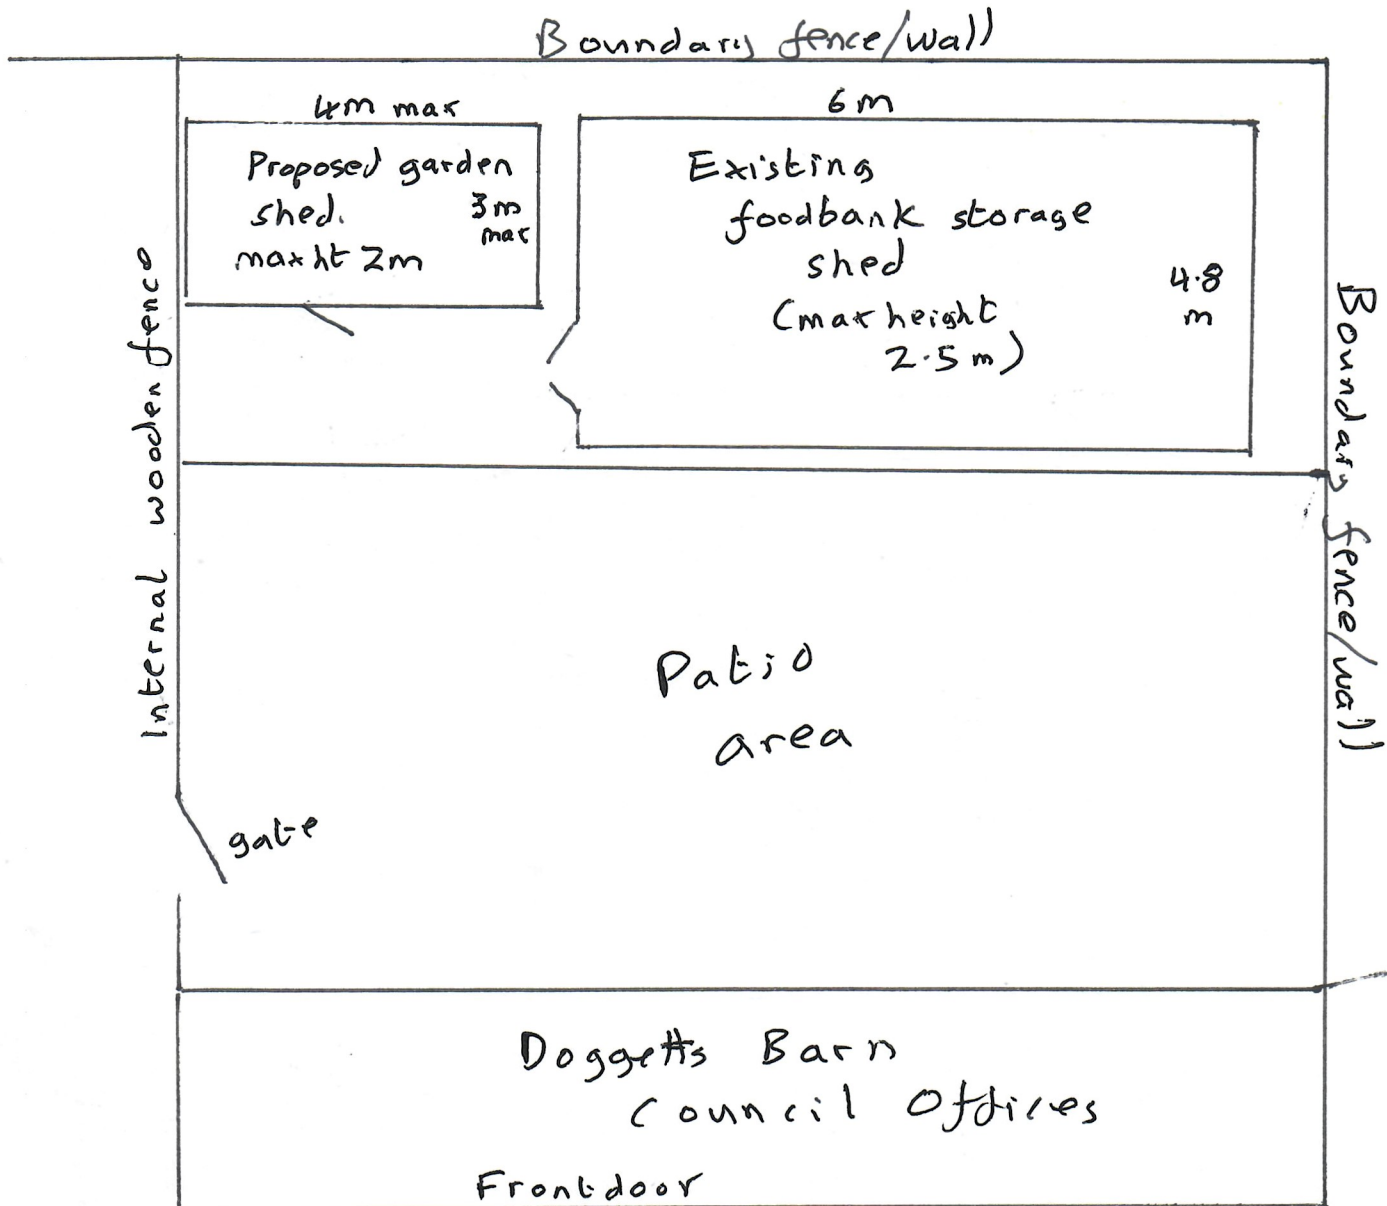 Boundary fence/wall
4m max
6m
Proposed garden
shed.
3m
max
max ht 2m
Existing
foodbank storage
shed
(max height
2.5m)
4.8
m
Internal wooden fence
Boundary fence/wall
Patio
area
gate
Doggetts Barn
Council Offices
Frontdoor